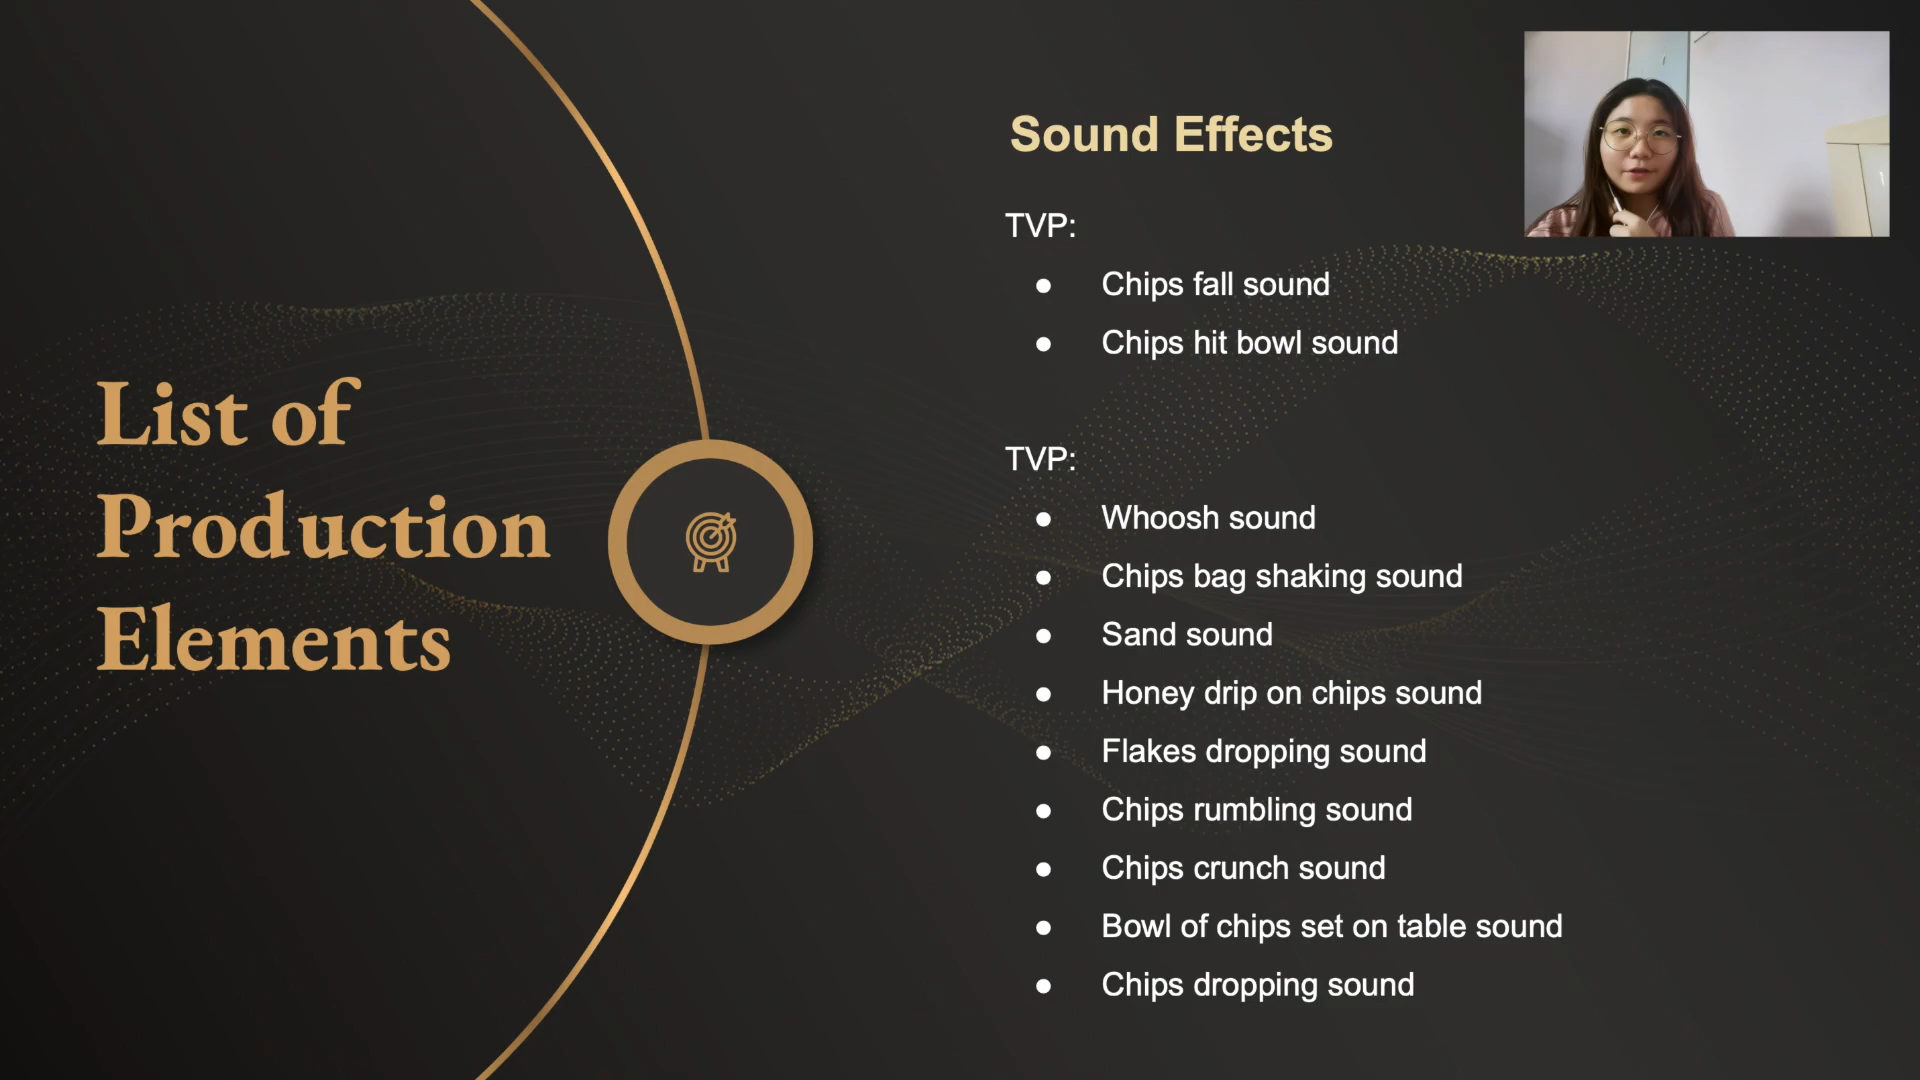 List of
Production
Elements
Sound Effects
TVP:
● Chips fall sound
● Chips hit bowl sound
TVP:
● Whoosh sound
● Chips bag shaking sound
● Sand sound
● Honey drip on chips sound
● Flakes dropping sound
● Chips rumbling sound
● Chips crunch sound
● Bowl of chips set on table sound
● Chips dropping sound